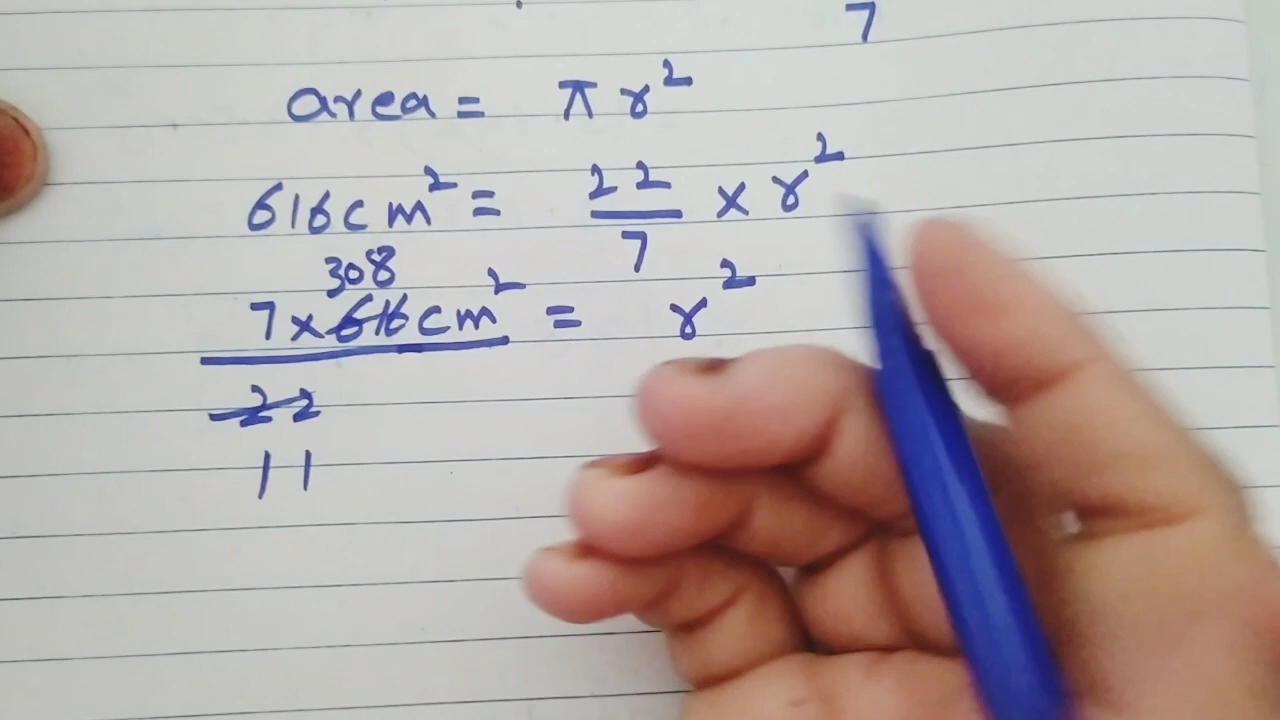 7
area = π r²
616 cm² = 22/7 × r²
308
7 × 616 cm² = r²
22
11